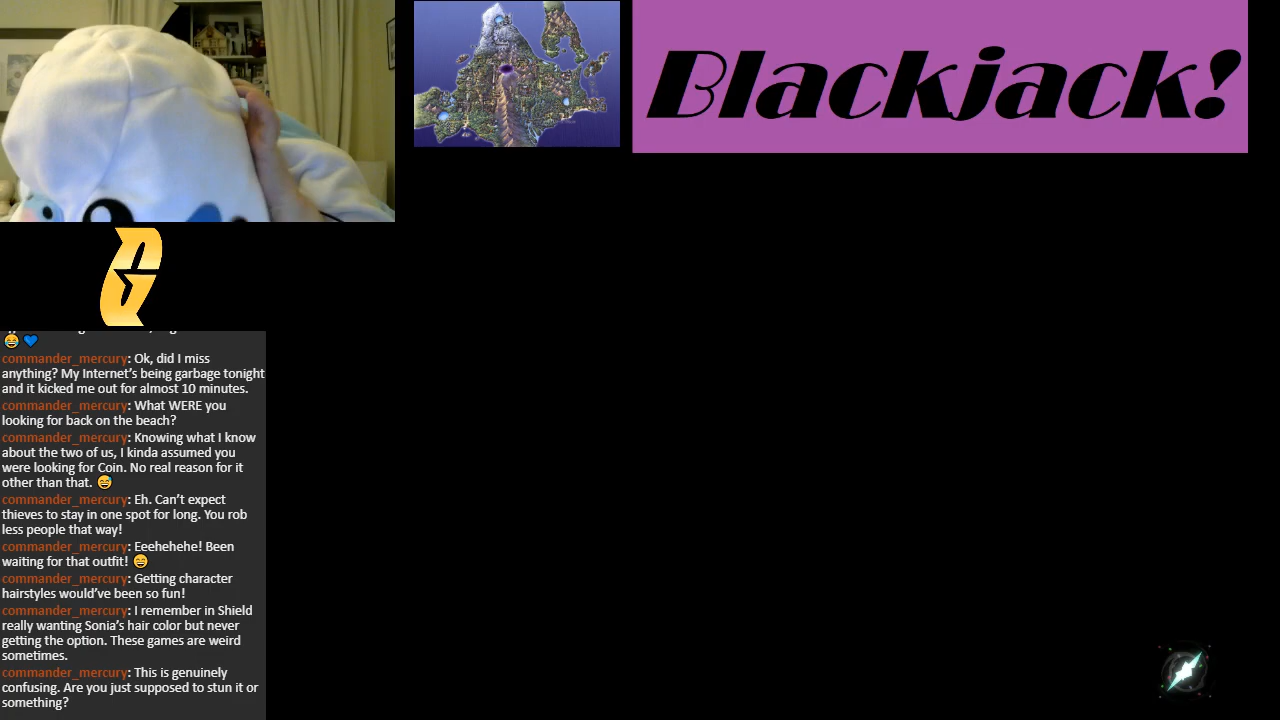 Blackjack!
commander_mercury: Ok, did I miss
anything? My Internet's being garbage tonight
and it kicked me out for almost 10 minutes.
commander_mercury: What WERE you
looking for back on the beach?
commander_mercury: Knowing what I know
about the two of us, I kinda assumed you
were looking for Coin. No real reason for it
other than that. 😅
commander_mercury: Eh. Can't expect
thieves to stay in one spot for long. You rob
less people that way!
commander_mercury: Eeehehehe! Been
waiting for that outfit! 😄
commander_mercury: Getting character
hairstyles would've been so fun!
commander_mercury: I remember in Shield
really wanting Sonia's hair color but never
getting the option. These games are weird
sometimes.
commander_mercury: This is genuinely
confusing. Are you just supposed to stun it or
something?